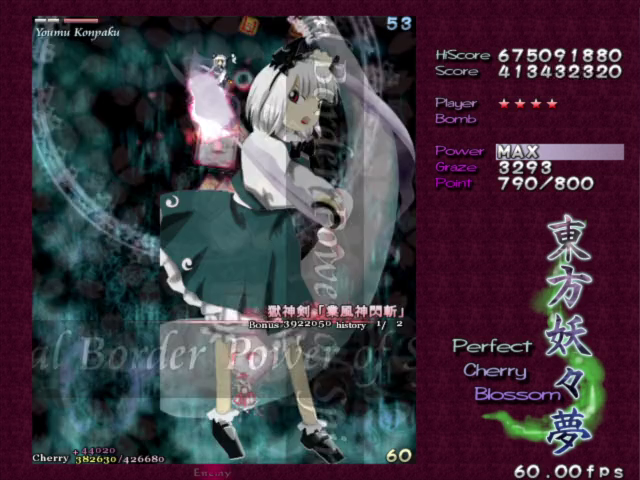 Youmu Konpaku
53
HiScore 675091880
Score 413432320
Player ★★★★
Bomb
Power MAX
Graze 3293
Point 790/800
獄神剣「業風神閃斬」
Bonus 3922050 history 1/ 2
Border Power of S
東方妖々夢
Perfect
Cherry
Blossom
+ 44020
Cherry 382630/426680
60
Enemy
60.00fps